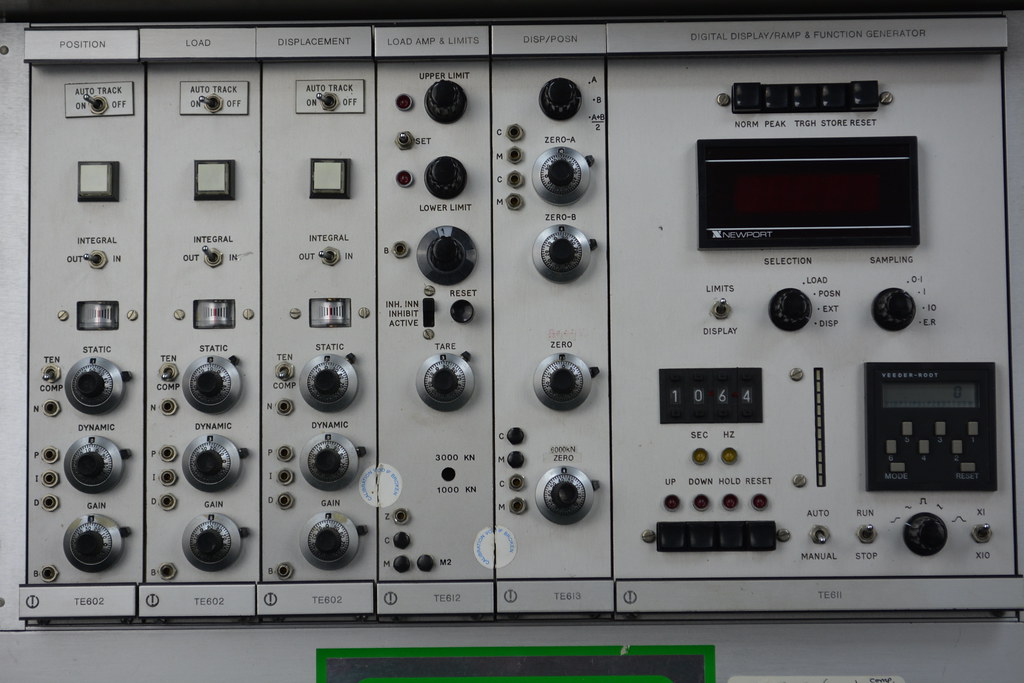 POSITION
AUTO TRACK
ON OFF
INTEGRAL
OUT IN
STATIC
TEN
COMP
N
DYNAMIC
P
I
D
GAIN
B
TE602
LOAD
AUTO TRACK
ON OFF
INTEGRAL
OUT IN
STATIC
TEN
COMP
N
DYNAMIC
P
I
D
GAIN
B
TE602
DISPLACEMENT
AUTO TRACK
ON OFF
INTEGRAL
OUT IN
STATIC
TEN
COMP
N
DYNAMIC
P
I
D
GAIN
B
TE602
LOAD AMP & LIMITS
UPPER LIMIT
SET
LOWER LIMIT
B
RESET
INH. INN
INHIBIT
ACTIVE
TARE
3000 KN
1000 KN
Z
C
M
M2
TE612
DISP/POSN
A
B
A+B
2
C
M
C
M
ZERO-A
ZERO-B
ZERO
6000KN
ZERO
C
M
C
M
TE613
DIGITAL DISPLAY/RAMP & FUNCTION GENERATOR
NORM PEAK TRGH STORE RESET
NEWPORT
SELECTION
SAMPLING
LIMITS
DISPLAY
LOAD
POSN
EXT
DISP
0·1
1
10
E.R
1064
SEC HZ
VEEDER-ROOT
0
5 3 1
6 4 2
MODE RESET
UP DOWN HOLD RESET
AUTO
MANUAL
RUN
STOP
X1
X10
TE611
comp.